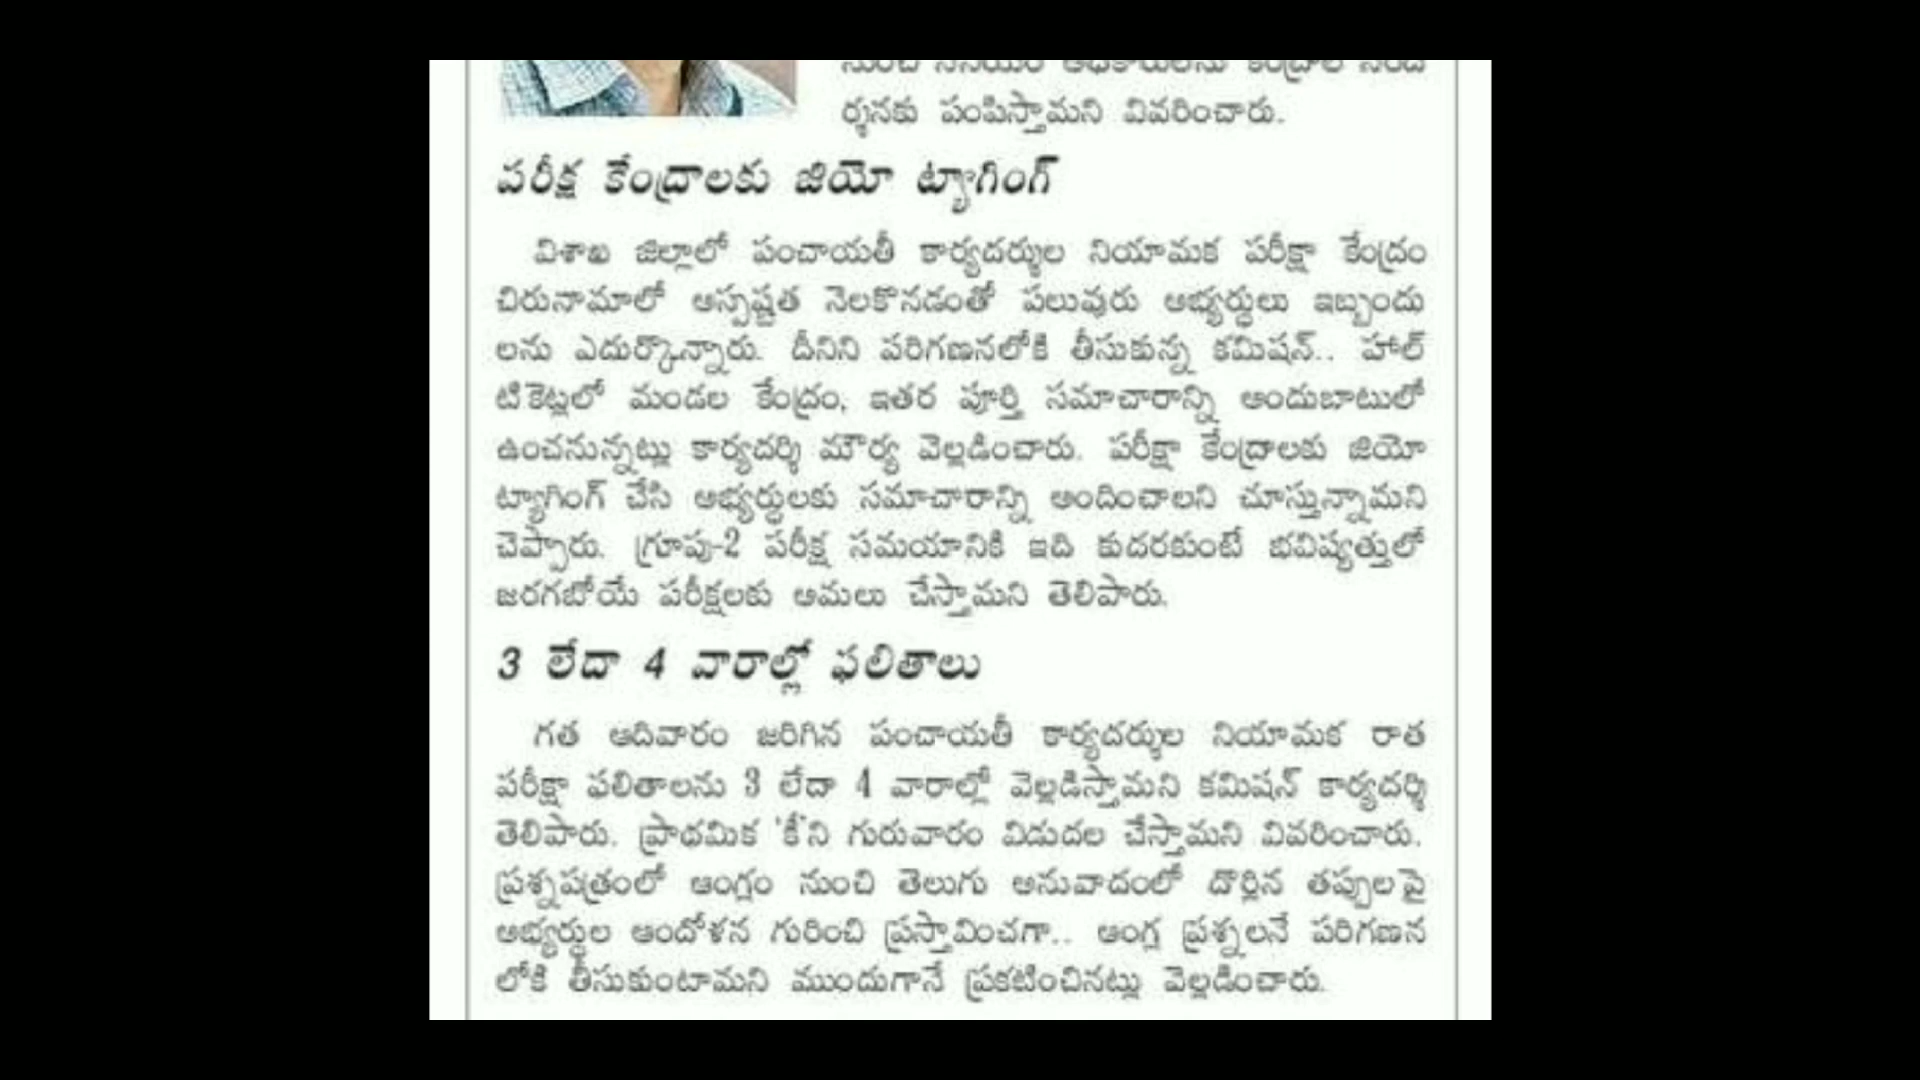 నుంచి సీనియర్ అధికారులను కేంద్రాల సంద
ర్శనకు పంపిస్తామని వివరించారు.
పరీక్ష కేంద్రాలకు జియో ట్యాగింగ్
విశాఖ జిల్లాలో పంచాయతీ కార్యదర్శుల నియామక పరీక్షా కేంద్రం
చిరునామాలో అస్పష్టత నెలకొనడంతో పలువురు అభ్యర్థులు ఇబ్బందు
లను ఎదుర్కొన్నారు. దీనిని పరిగణనలోకి తీసుకున్న కమిషన్.. హాల్
టికెట్లలో మండల కేంద్రం, ఇతర పూర్తి సమాచారాన్ని అందుబాటులో
ఉంచనున్నట్లు కార్యదర్శి మౌర్య వెల్లడించారు. పరీక్షా కేంద్రాలకు జియో
ట్యాగింగ్ చేసి అభ్యర్థులకు సమాచారాన్ని అందించాలని చూస్తున్నామని
చెప్పారు. గ్రూపు-2 పరీక్ష సమయానికి ఇది కుదరకుంటే భవిష్యత్తులో
జరగబోయే పరీక్షలకు అమలు చేస్తామని తెలిపారు.
3 లేదా 4 వారాల్లో ఫలితాలు
గత ఆదివారం జరిగిన పంచాయతీ కార్యదర్శుల నియామక రాత
పరీక్షా ఫలితాలను 3 లేదా 4 వారాల్లో వెల్లడిస్తామని కమిషన్ కార్యదర్శి
తెలిపారు. ప్రాథమిక 'కీ'ని గురువారం విడుదల చేస్తామని వివరించారు.
ప్రశ్నపత్రంలో ఆంగ్లం నుంచి తెలుగు అనువాదంలో దొర్లిన తప్పులపై
అభ్యర్థుల ఆందోళన గురించి ప్రస్తావించగా.. ఆంగ్ల ప్రశ్నలనే పరిగణన
లోకి తీసుకుంటామని ముందుగానే ప్రకటించినట్లు వెల్లడించారు.